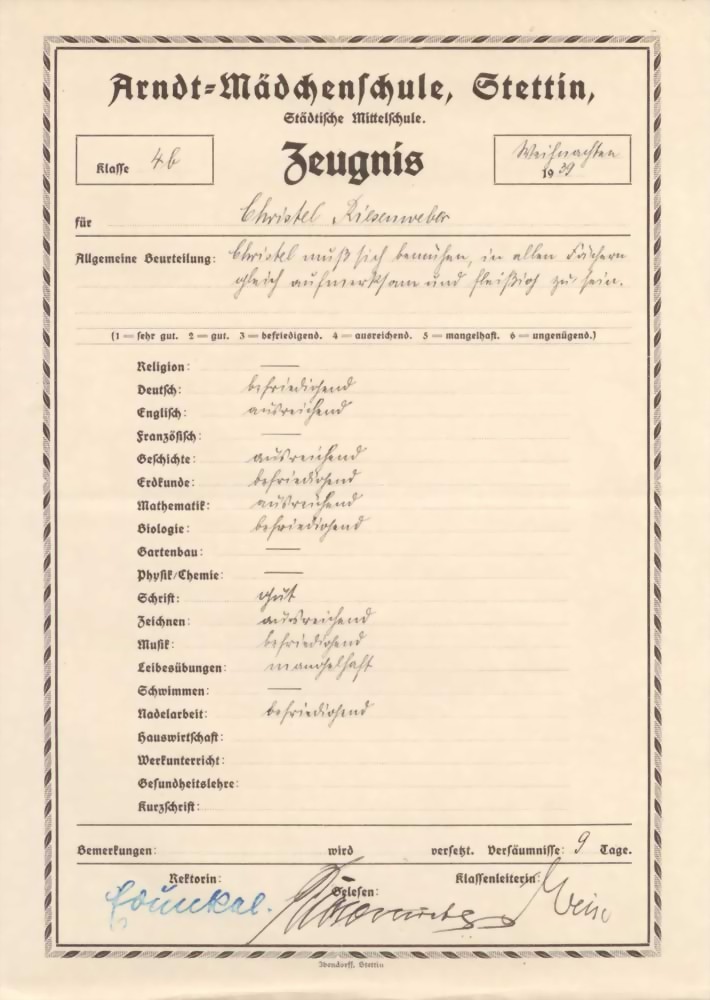 Arndt-Mädchenschule, Stettin,
Städtische Mittelschule.
Klasse 4b
Zeugnis
Weihnachten
1939
für Christel Riesenweber
Allgemeine Beurteilung: Christel muß sich bemühen, in allen Fächern
gleich aufmerksam und fleißig zu sein.
(1 = sehr gut. 2 = gut. 3 = befriedigend. 4 = ausreichend. 5 = mangelhaft. 6 = ungenügend.)
Religion: —
Deutsch: befriedigend
Englisch: ausreichend
Französisch: —
Geschichte: ausreichend
Erdkunde: befriedigend
Mathematik: ausreichend
Biologie: befriedigend
Gartenbau: —
Physik/Chemie: —
Schrift: gut
Zeichnen: ausreichend
Musik: befriedigend
Leibesübungen: mangelhaft
Schwimmen: —
Nadelarbeit: befriedigend
Hauswirtschaft:
Werkunterricht:
Gesundheitslehre:
Kurzschrift:
Bemerkungen: wird versetzt. Versäumnisse: 9 Tage.
Rektorin: Gelesen: Klassenleiterin:
Ibendorff, Stettin